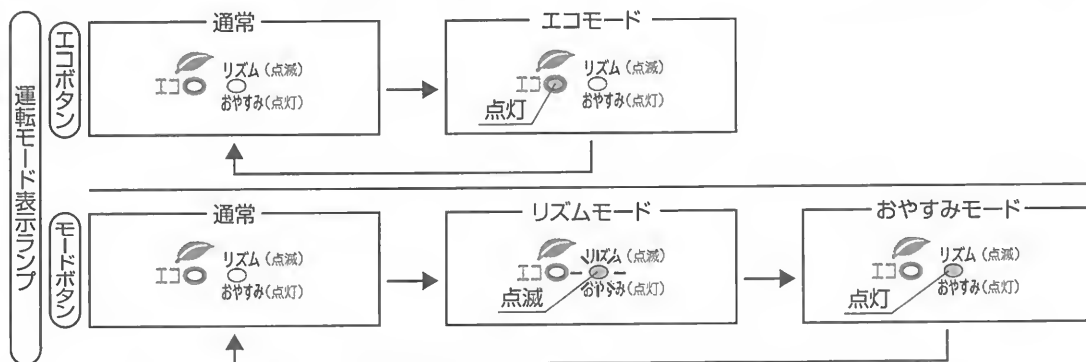 運転モード表示ランプ
エコボタン
通常
エコ
リズム(点滅)
おやすみ(点灯)
エコモード
エコ
リズム(点滅)
おやすみ(点灯)
点灯
モードボタン
通常
エコ
リズム(点滅)
おやすみ(点灯)
リズムモード
エコ
リズム(点滅)
おやすみ(点灯)
点滅
おやすみモード
エコ
リズム(点滅)
おやすみ(点灯)
点灯